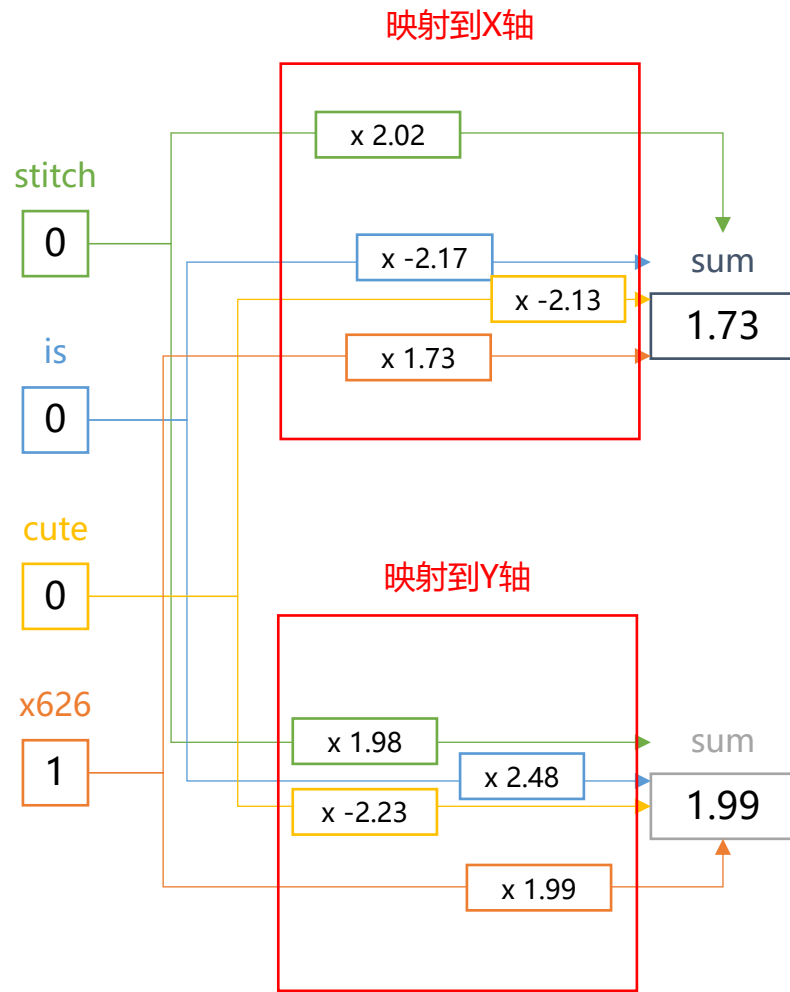 映射到X轴
x 2.02
stitch
0
x -2.17
sum
x -2.13
1.73
is
x 1.73
0
cute
映射到Y轴
0
x626
x 1.98
sum
1
x 2.48
x -2.23
1.99
x 1.99